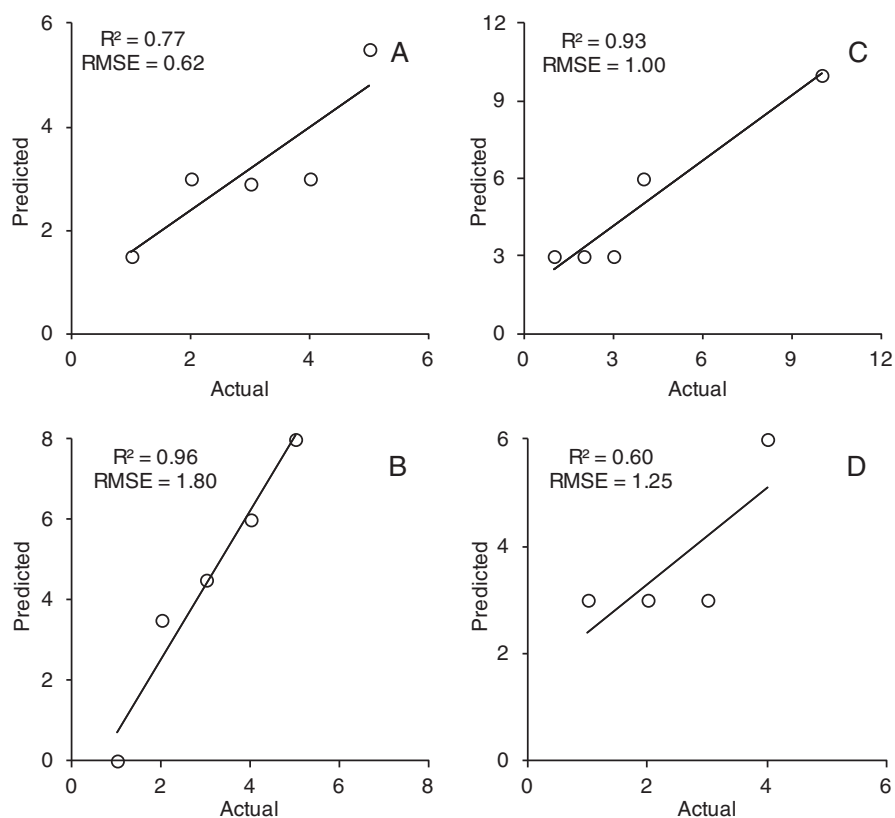 R² = 0.77
RMSE = 0.62
A
6
4
2
0
Predicted
0
2
4
6
Actual
R² = 0.93
RMSE = 1.00
C
12
9
6
3
0
Predicted
0
3
6
9
12
Actual
R² = 0.96
RMSE = 1.80
B
8
6
4
2
0
Predicted
0
2
4
6
8
Actual
R² = 0.60
RMSE = 1.25
D
6
4
2
0
Predicted
0
2
4
6
Actual